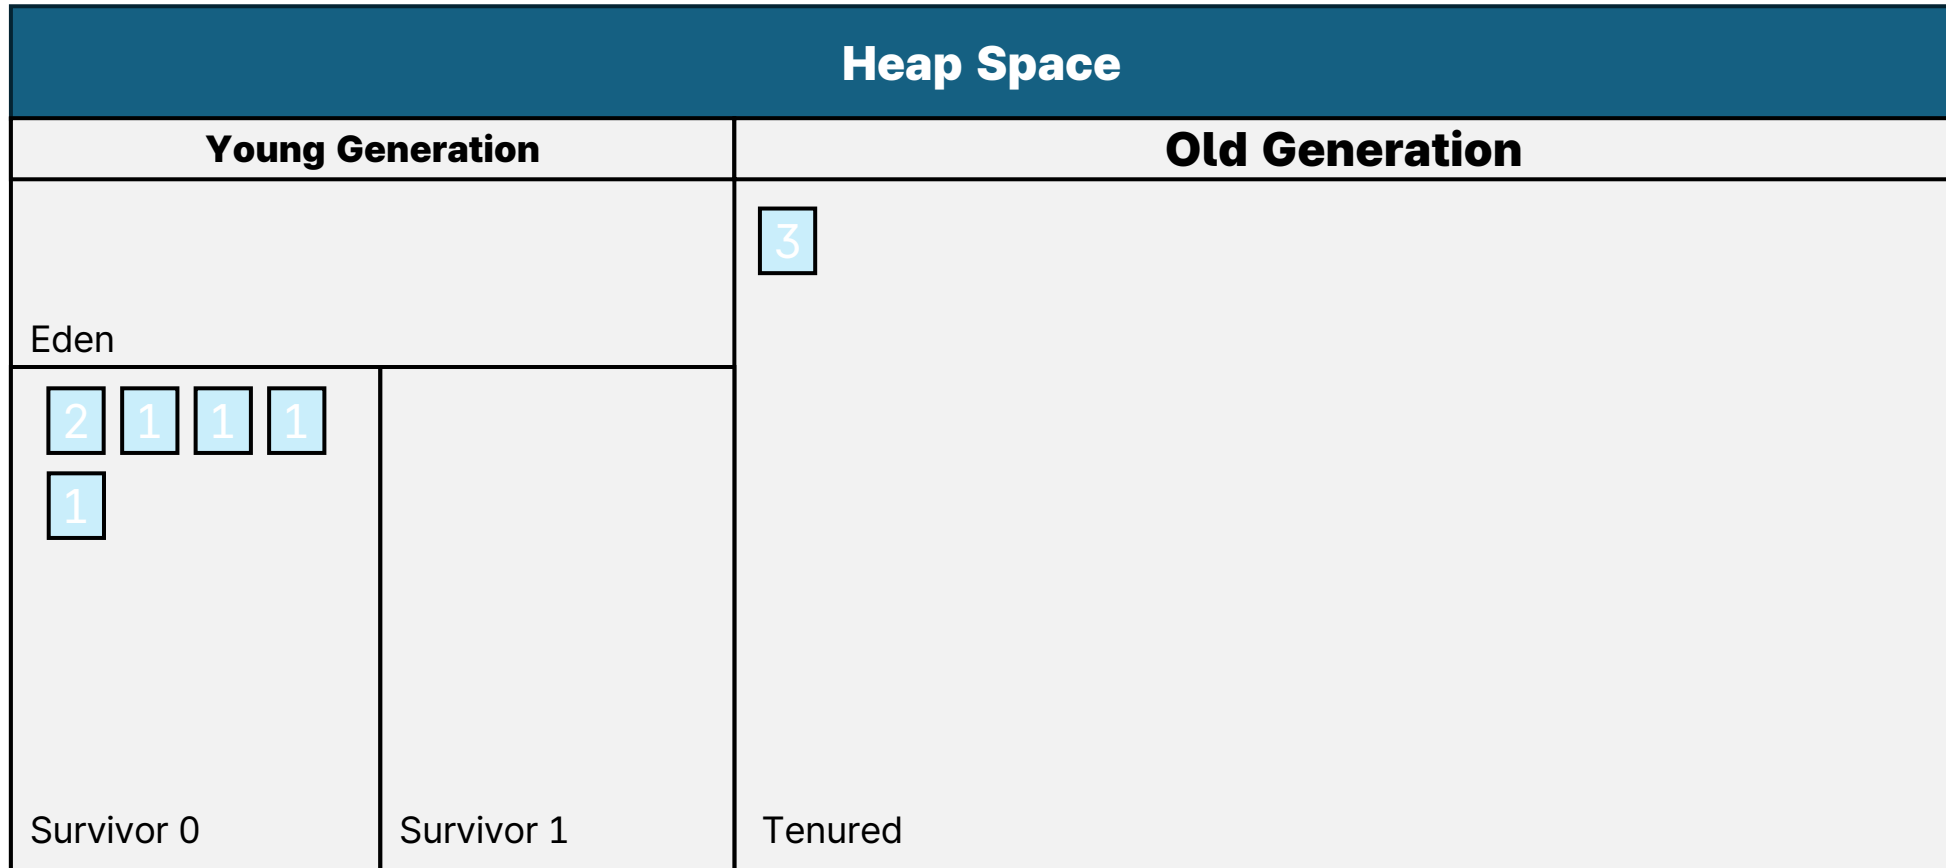 Heap Space
Young Generation
Old Generation
3
Eden
2 1 1 1
1
Survivor 0
Survivor 1
Tenured